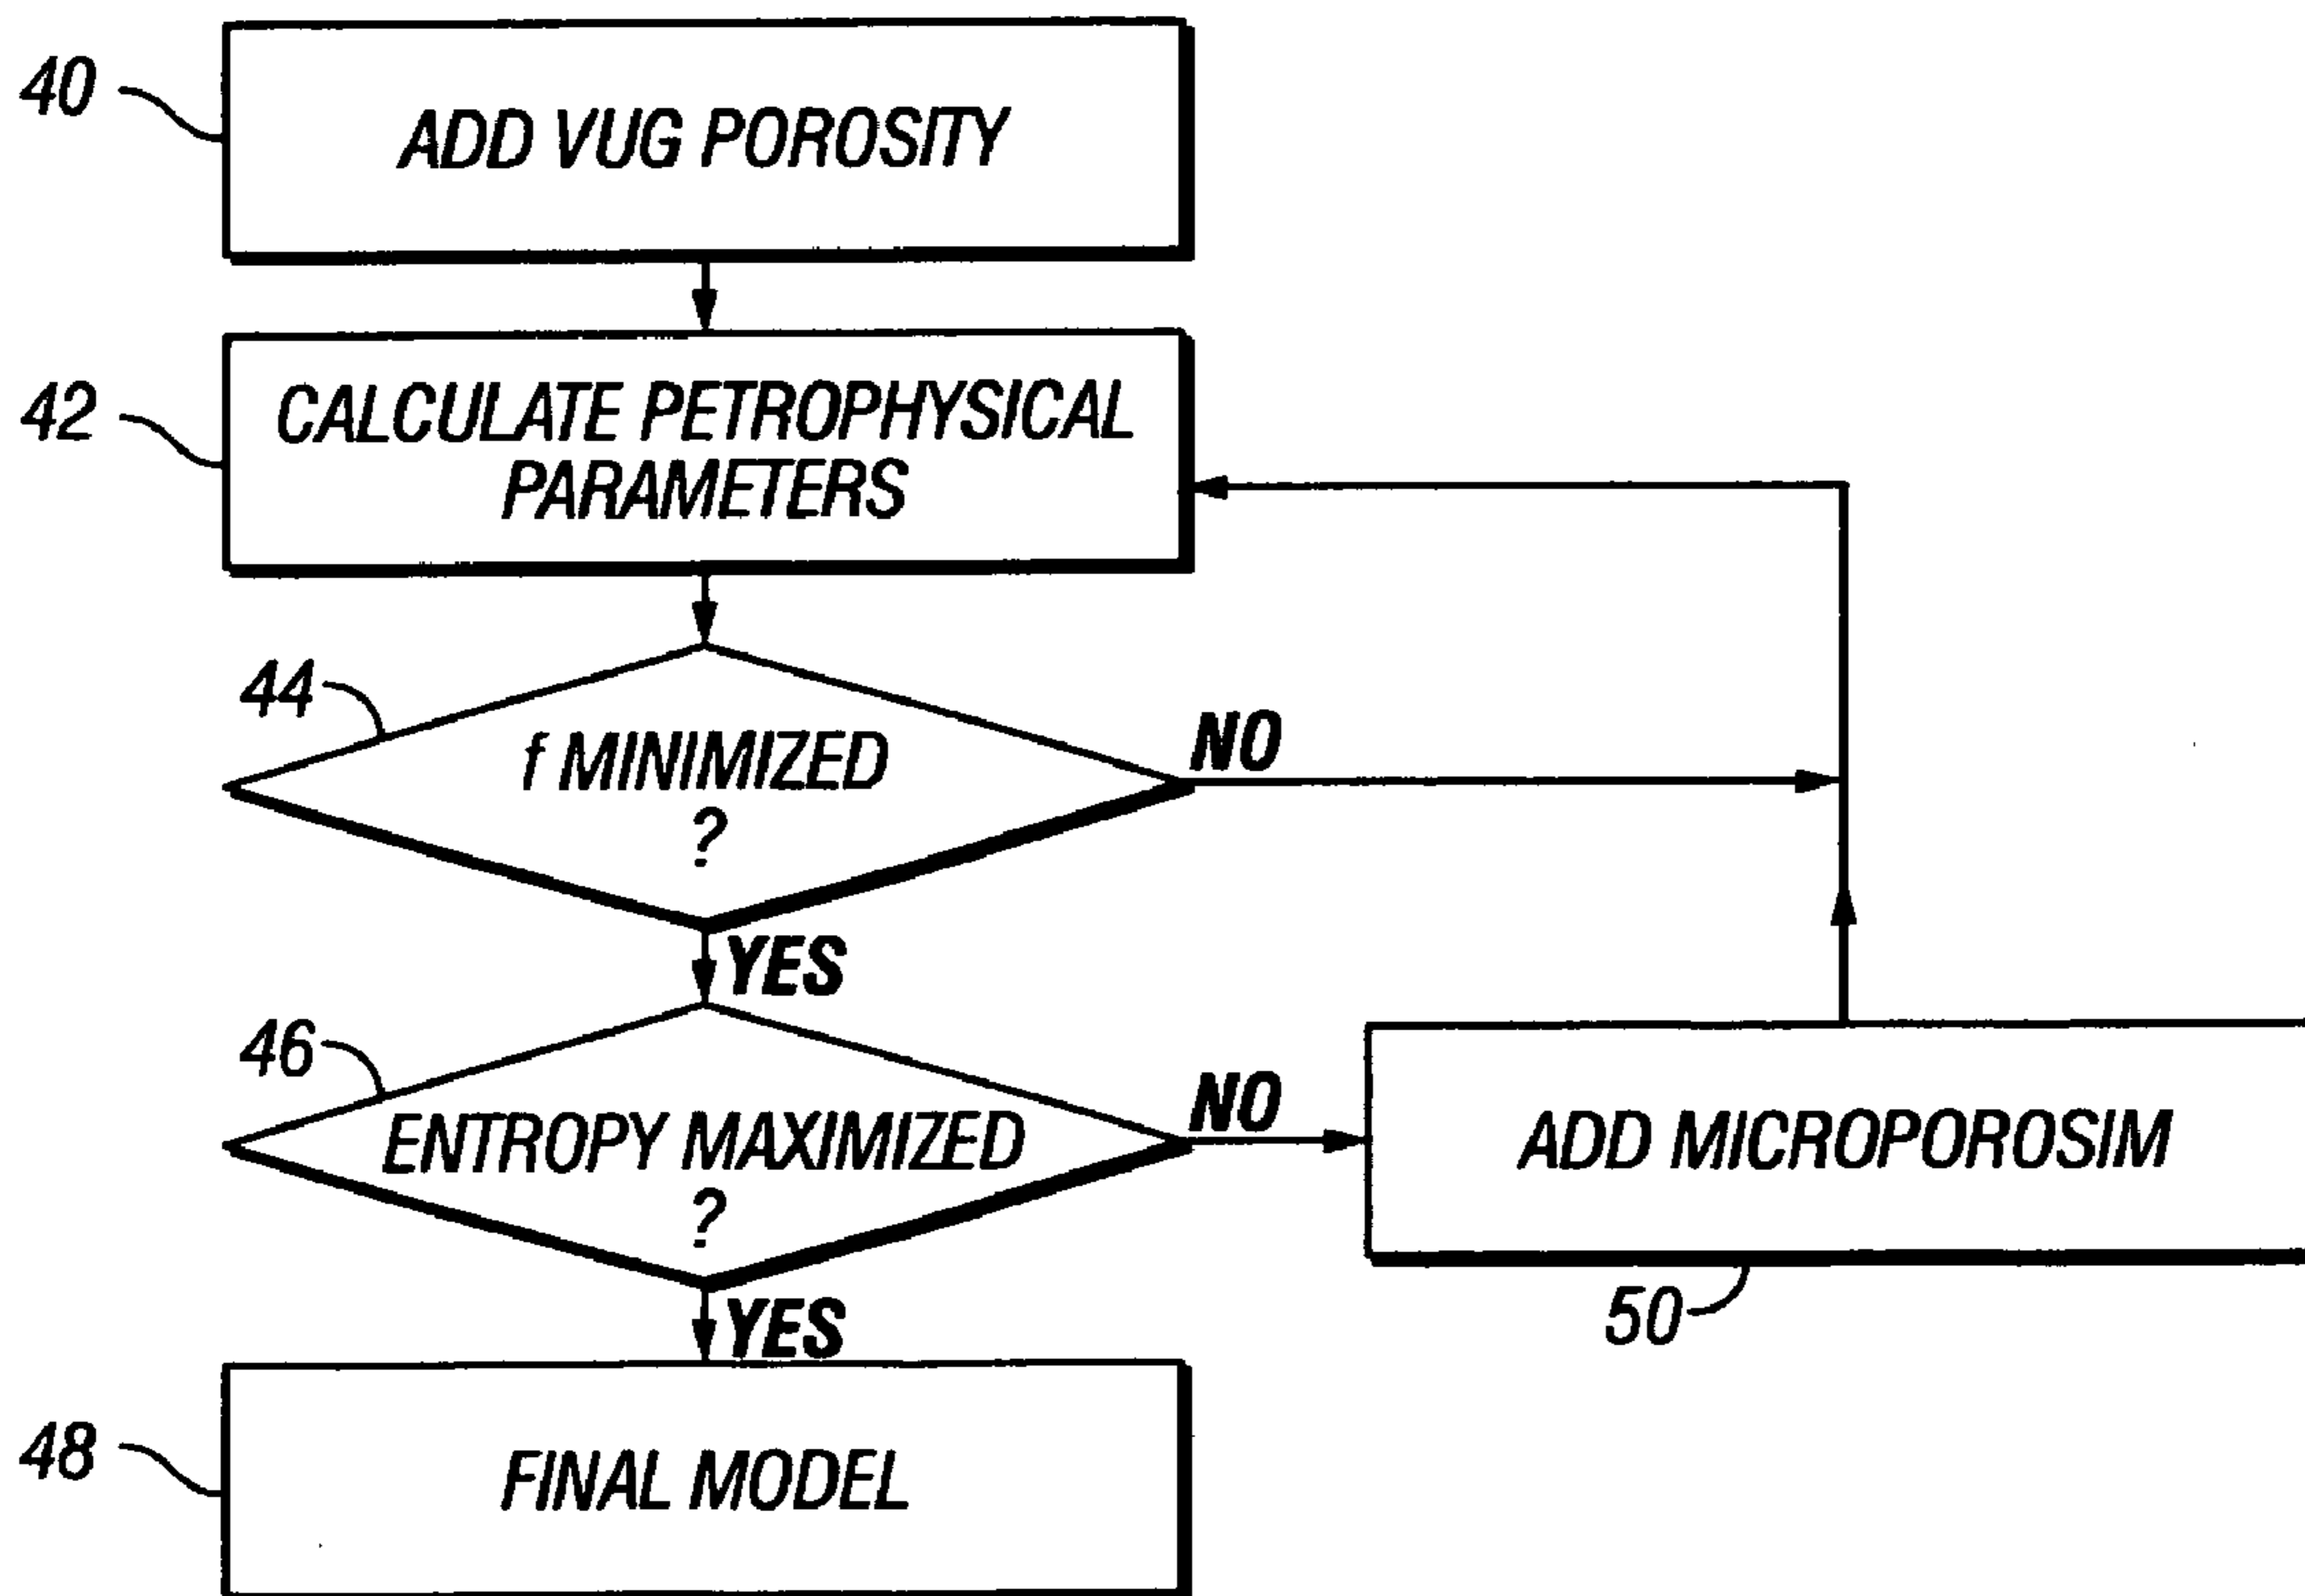 40
ADD VUG POROSITY
42
CALCULATE PETROPHYSICAL
PARAMETERS
44
f MINIMIZED
?
NO
YES
46
ENTROPY MAXIMIZED
?
NO
ADD MICROPOROSIM
50
YES
48
FINAL MODEL